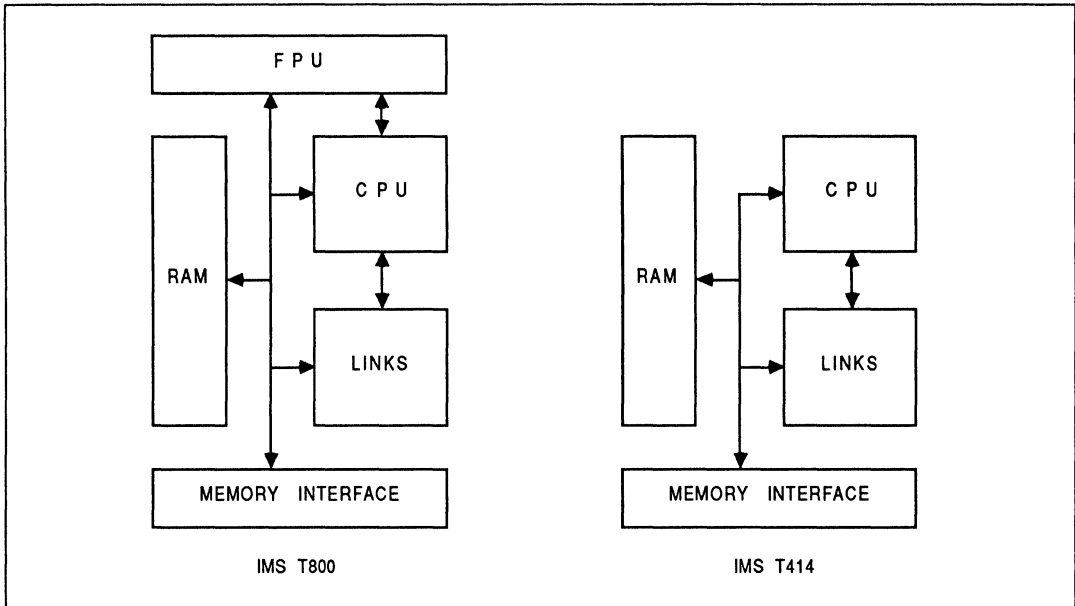 FPU
CPU
RAM
LINKS
MEMORY INTERFACE
IMS T800
CPU
RAM
LINKS
MEMORY INTERFACE
IMS T414